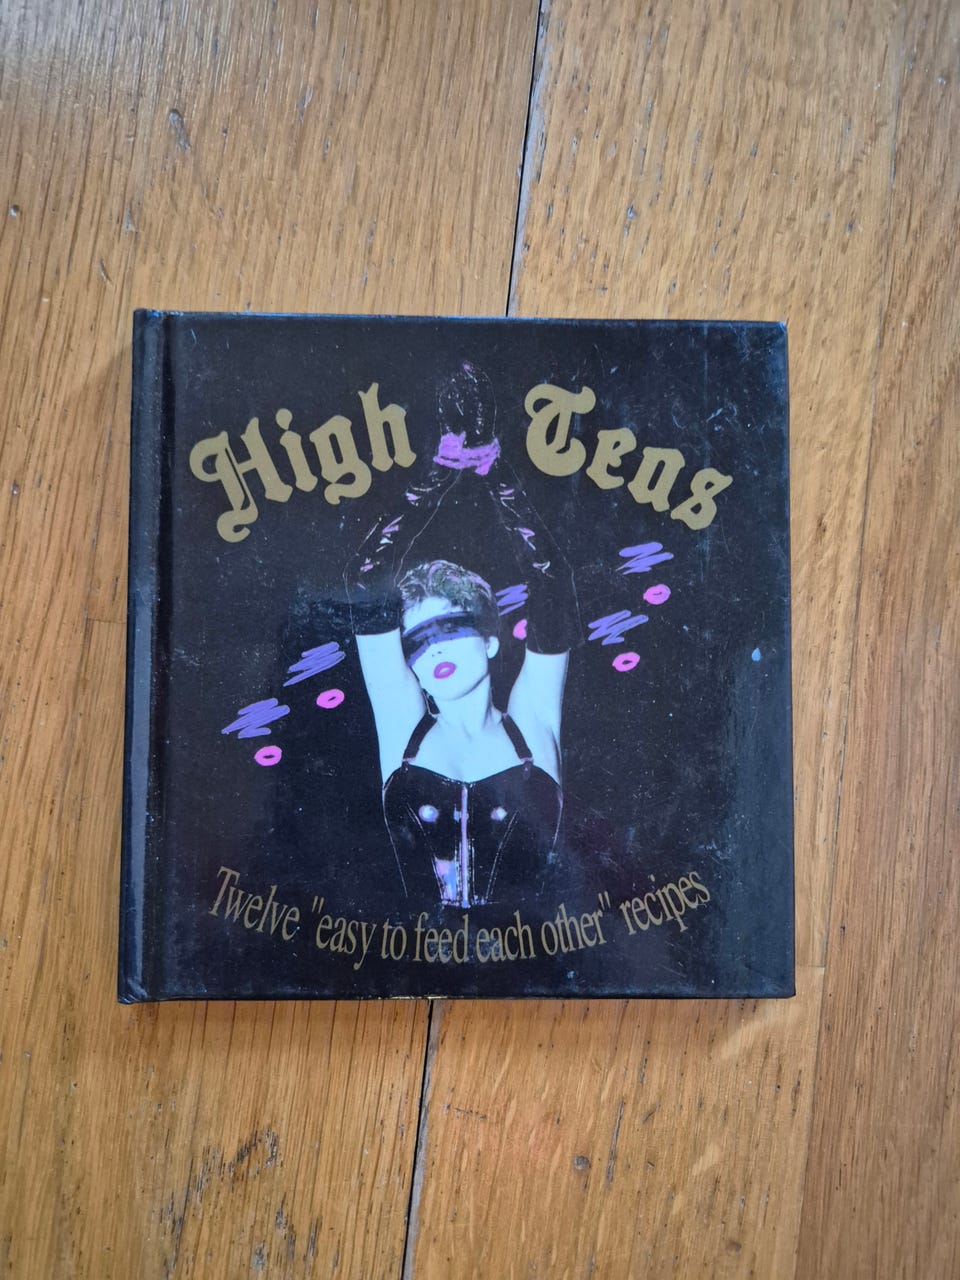 High Teas
Twelve "easy to feed each other" recipes